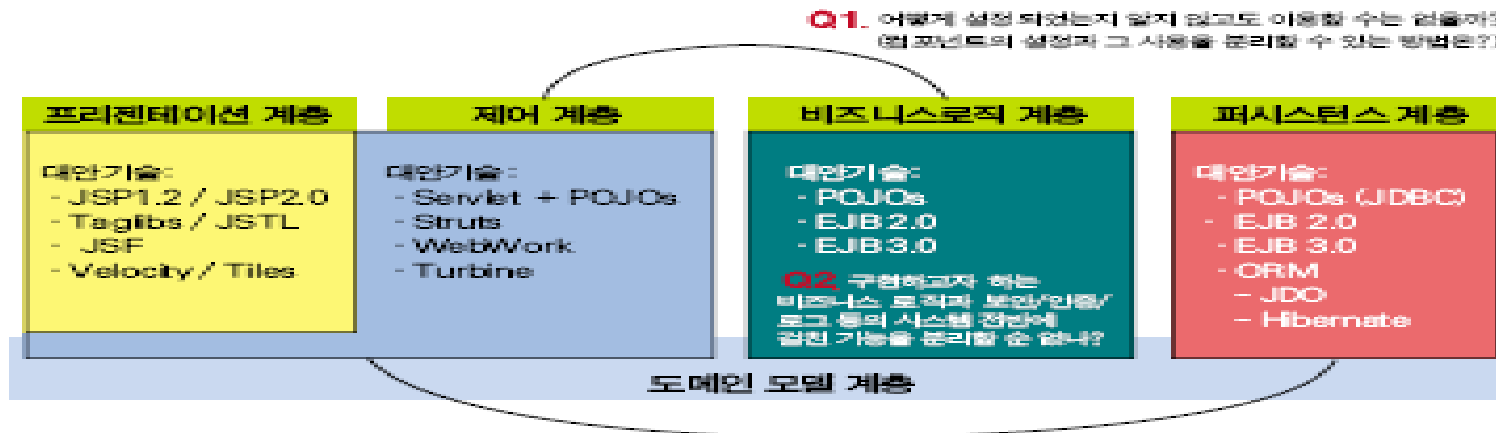 Q1. 어떻게 설정 되었는지 알지 않고도 이용할 수는 없을까?
(컴포넌트의 설정과 그 사용을 분리할 수 있는 방법은?)
프리젠테이션 계층
제어 계층
비즈니스로직 계층
퍼시스턴스 계층
대안기술:
- JSP1.2 / JSP2.0
- Taglibs / JSTL
- JSF
- Velocity / Tiles
대안기술:
- Servlet + POJOs
- Struts
- WebWork
- Turbine
대안기술:
- POJOs
- EJB 2.0
- EJB 3.0
Q2. 구현하고자 하는
비즈니스 로직과 보안/인증/
로그 등의 시스템 전반에
걸친 기능을 분리할 순 없나?
대안기술:
- POJOs (JDBC)
- EJB 2.0
- EJB 3.0
- ORM
– JDO
– Hibernate
도메인 모델 계층